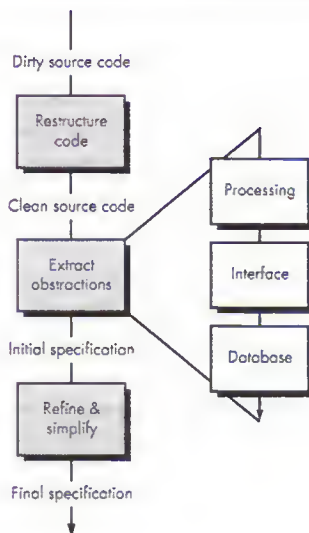 Dirty source code
Restructure
code
Clean source code
Extract
abstractions
Initial specification
Refine &
simplify
Final specification
Processing
Interface
Database